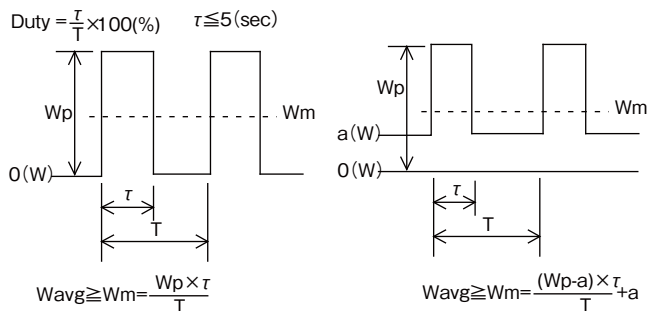 Duty = τ/T ×100(%)
τ≦5(sec)
Wp
Wm
0(W)
τ
T
Wavg≧Wm= Wp×τ/T
Wp
Wm
a(W)
0(W)
τ
T
Wavg≧Wm= (Wp-a)×τ/T +a